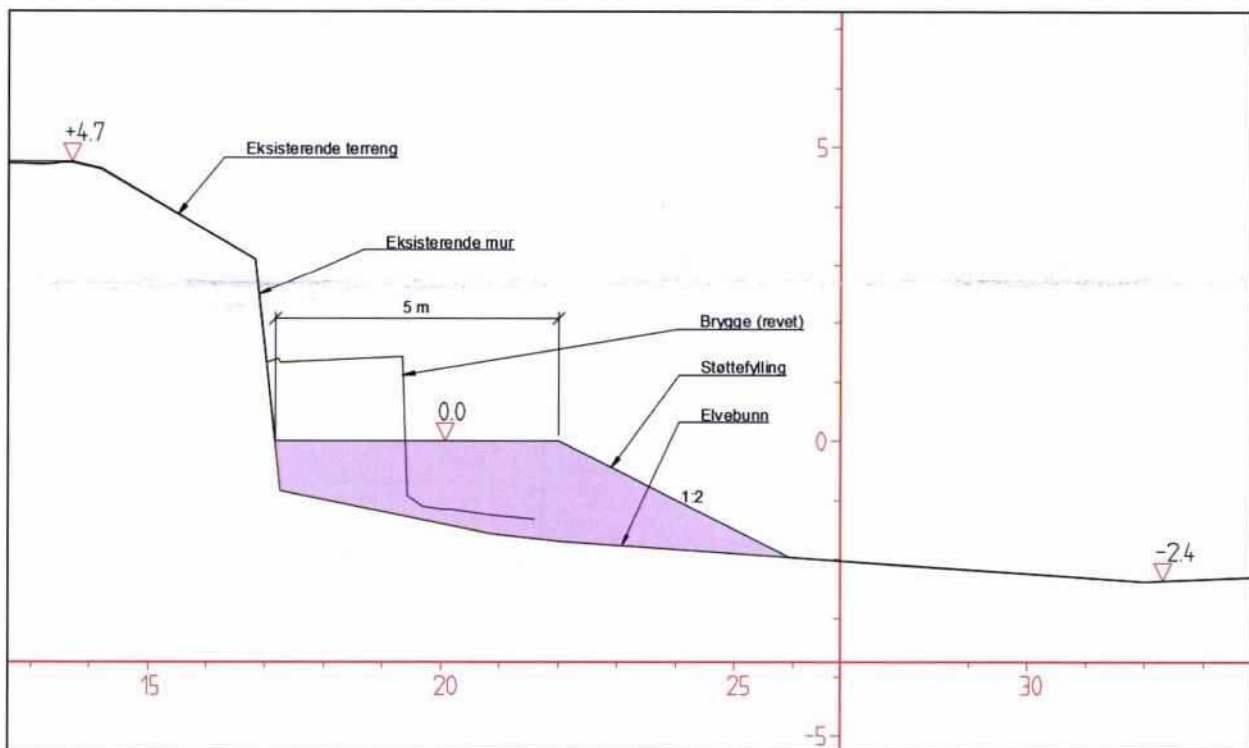 +4.7
Eksisterende terreng
5
Eksisterende mur
5 m
Brygge (revet)
Støttefylling
0.0
Elvebunn
0
1:2
-2.4
15
20
25
30
-5